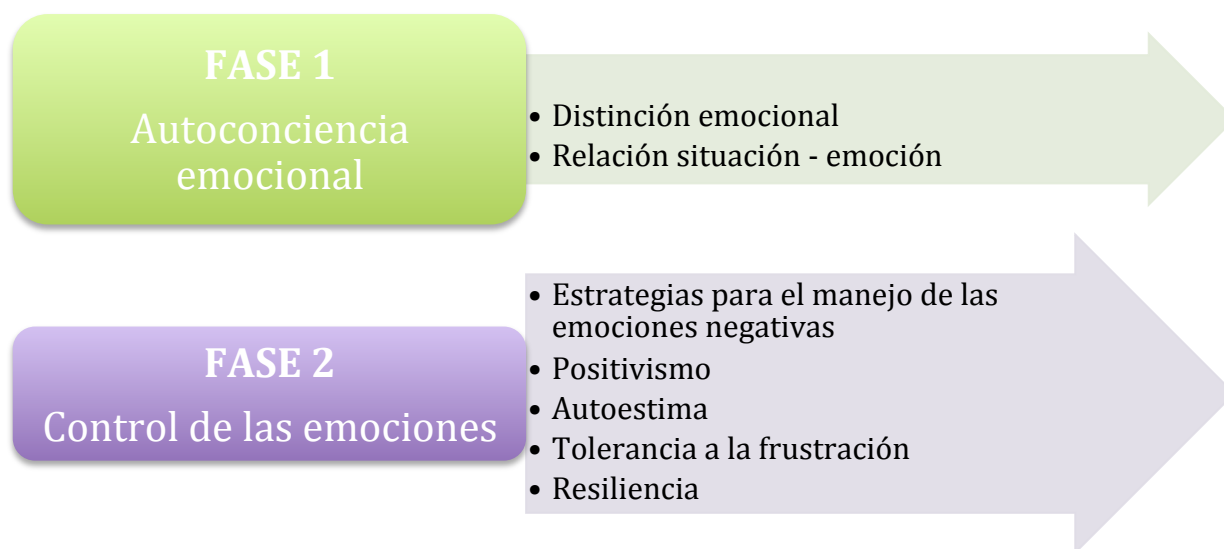 FASE 1
Autoconciencia
emocional
• Distinción emocional
• Relación situación - emoción
FASE 2
Control de las emociones
• Estrategias para el manejo de las
emociones negativas
• Positivismo
• Autoestima
• Tolerancia a la frustración
• Resiliencia